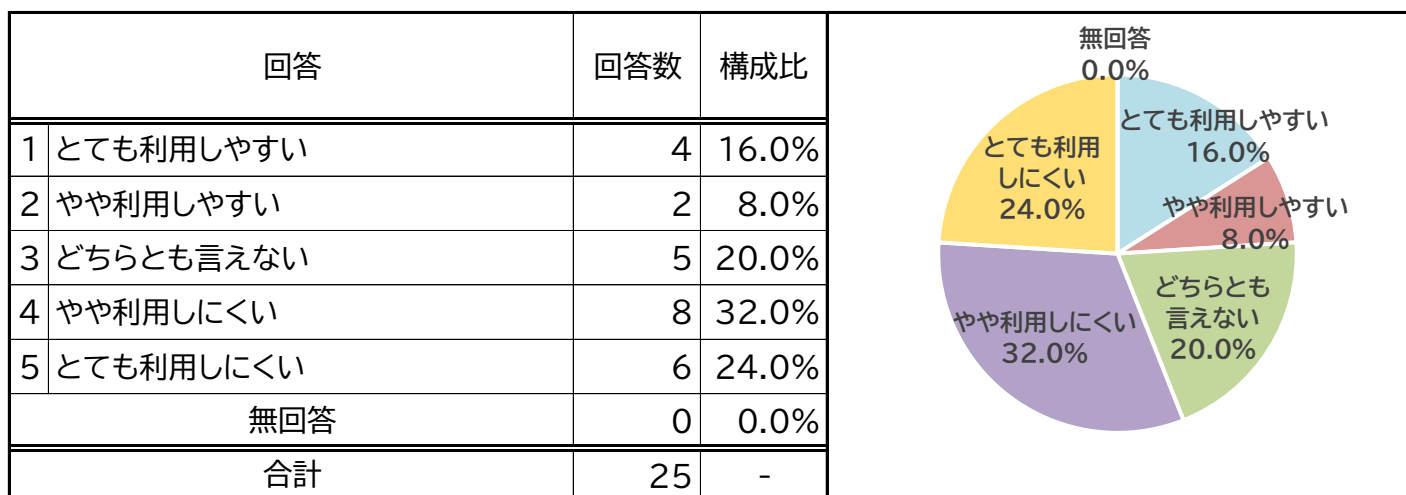 回答 回答数 構成比
1 とても利用しやすい 4 16.0%
2 やや利用しやすい 2 8.0%
3 どちらとも言えない 5 20.0%
4 やや利用しにくい 8 32.0%
5 とても利用しにくい 6 24.0%
無回答 0 0.0%
合計 25 -
無回答
0.0%
とても利用しやすい
16.0%
やや利用しやすい
8.0%
どちらとも
言えない
20.0%
やや利用しにくい
32.0%
とても利用
しにくい
24.0%